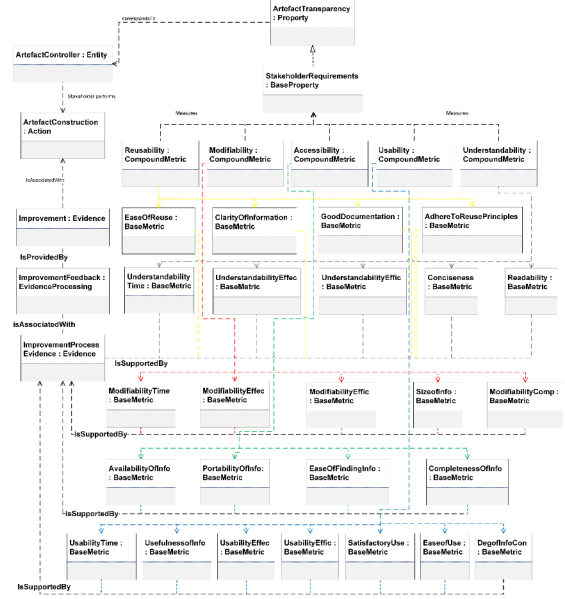 ArtefactTransparency
: Property
correspondsTo
ArtefactController : Entity
StakeholderRequirements :
BaseProperty
Stakeholder performs
ArtefactConstruction
: Action
Measures
Measures
Reusability :
CompoundMetric
Modifiability :
CompoundMetric
Accessibility :
CompoundMetric
Usability :
CompoundMetric
Understandability :
CompoundMetric
IsAssociatedWith
Improvement : Evidence
EaseOfReuse :
BaseMetric
ClarityOfInformation :
BaseMetric
GoodDocumentation :
BaseMetric
AdhereToReusePrinciples :
BaseMetric
IsProvidedBy
ImprovementFeedback :
EvidenceProcessing
Understandability
Time : BaseMetric
UnderstandabilityEffec
: BaseMetric
UnderstandabilityEffic
: BaseMetric
Conciseness
: BaseMetric
Readability :
BaseMetric
isAssociatedWith
ImprovementProcess
Evidence : Evidence
IsSupportedBy
ModifiabilityTime
: BaseMetric
ModifiabilityEffec
: BaseMetric
ModifiabilityEffic
: BaseMetric
SizeofInfo :
BaseMetric
ModifiabilityComp :
BaseMetric
IsSupportedBy
AvailabilityOfInfo
: BaseMetric
PortabilityOfInfo:
BaseMetric
EaseOfFindingInfo
: BaseMetric
CompletenessOfInfo
: BaseMetric
IsSupportedBy
UsabilityTime :
BaseMetric
UsefulnessofInfo
: BaseMetric
UsabilityEffec
: BaseMetric
UsabilityEffic :
BaseMetric
SatisfactoryUse
: BaseMetric
EaseofUse :
BaseMetric
DegofInfoCon :
BaseMetric
IsSupportedBy